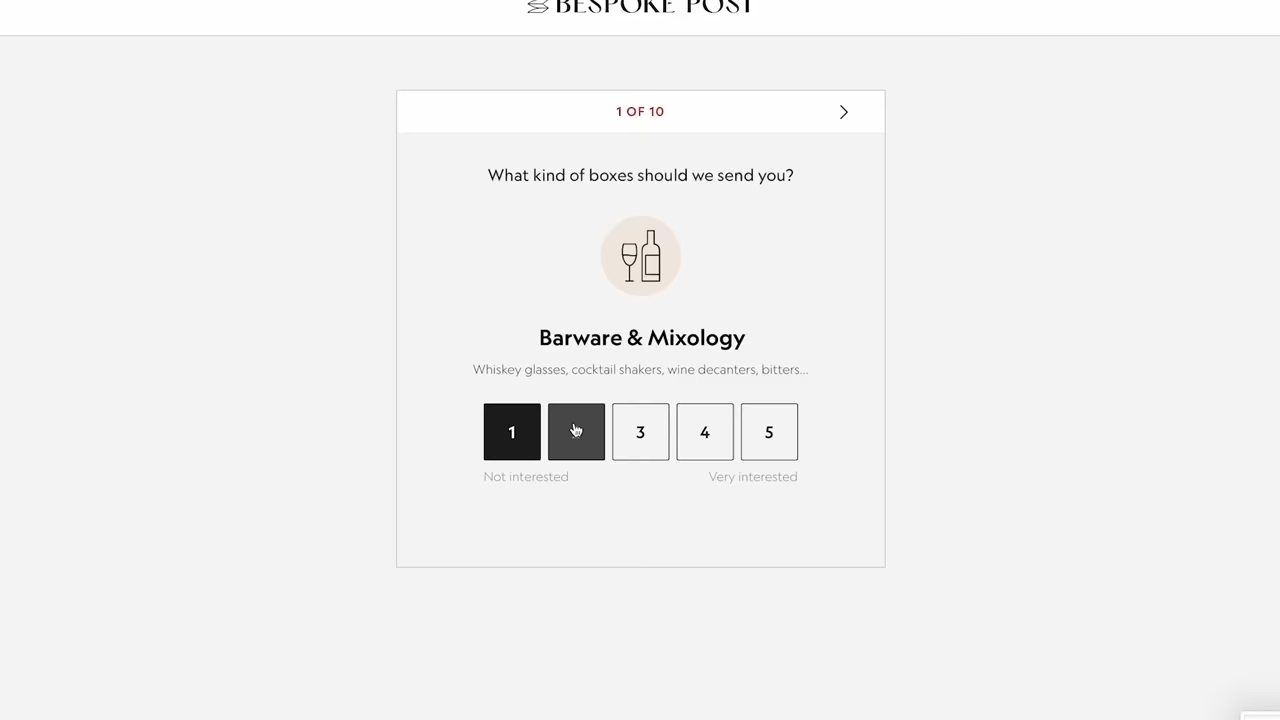 BESPOKE POST
1 OF 10
What kind of boxes should we send you?
Barware & Mixology
Whiskey glasses, cocktail shakers, wine decanters, bitters...
1 3 4 5
Not interested Very interested